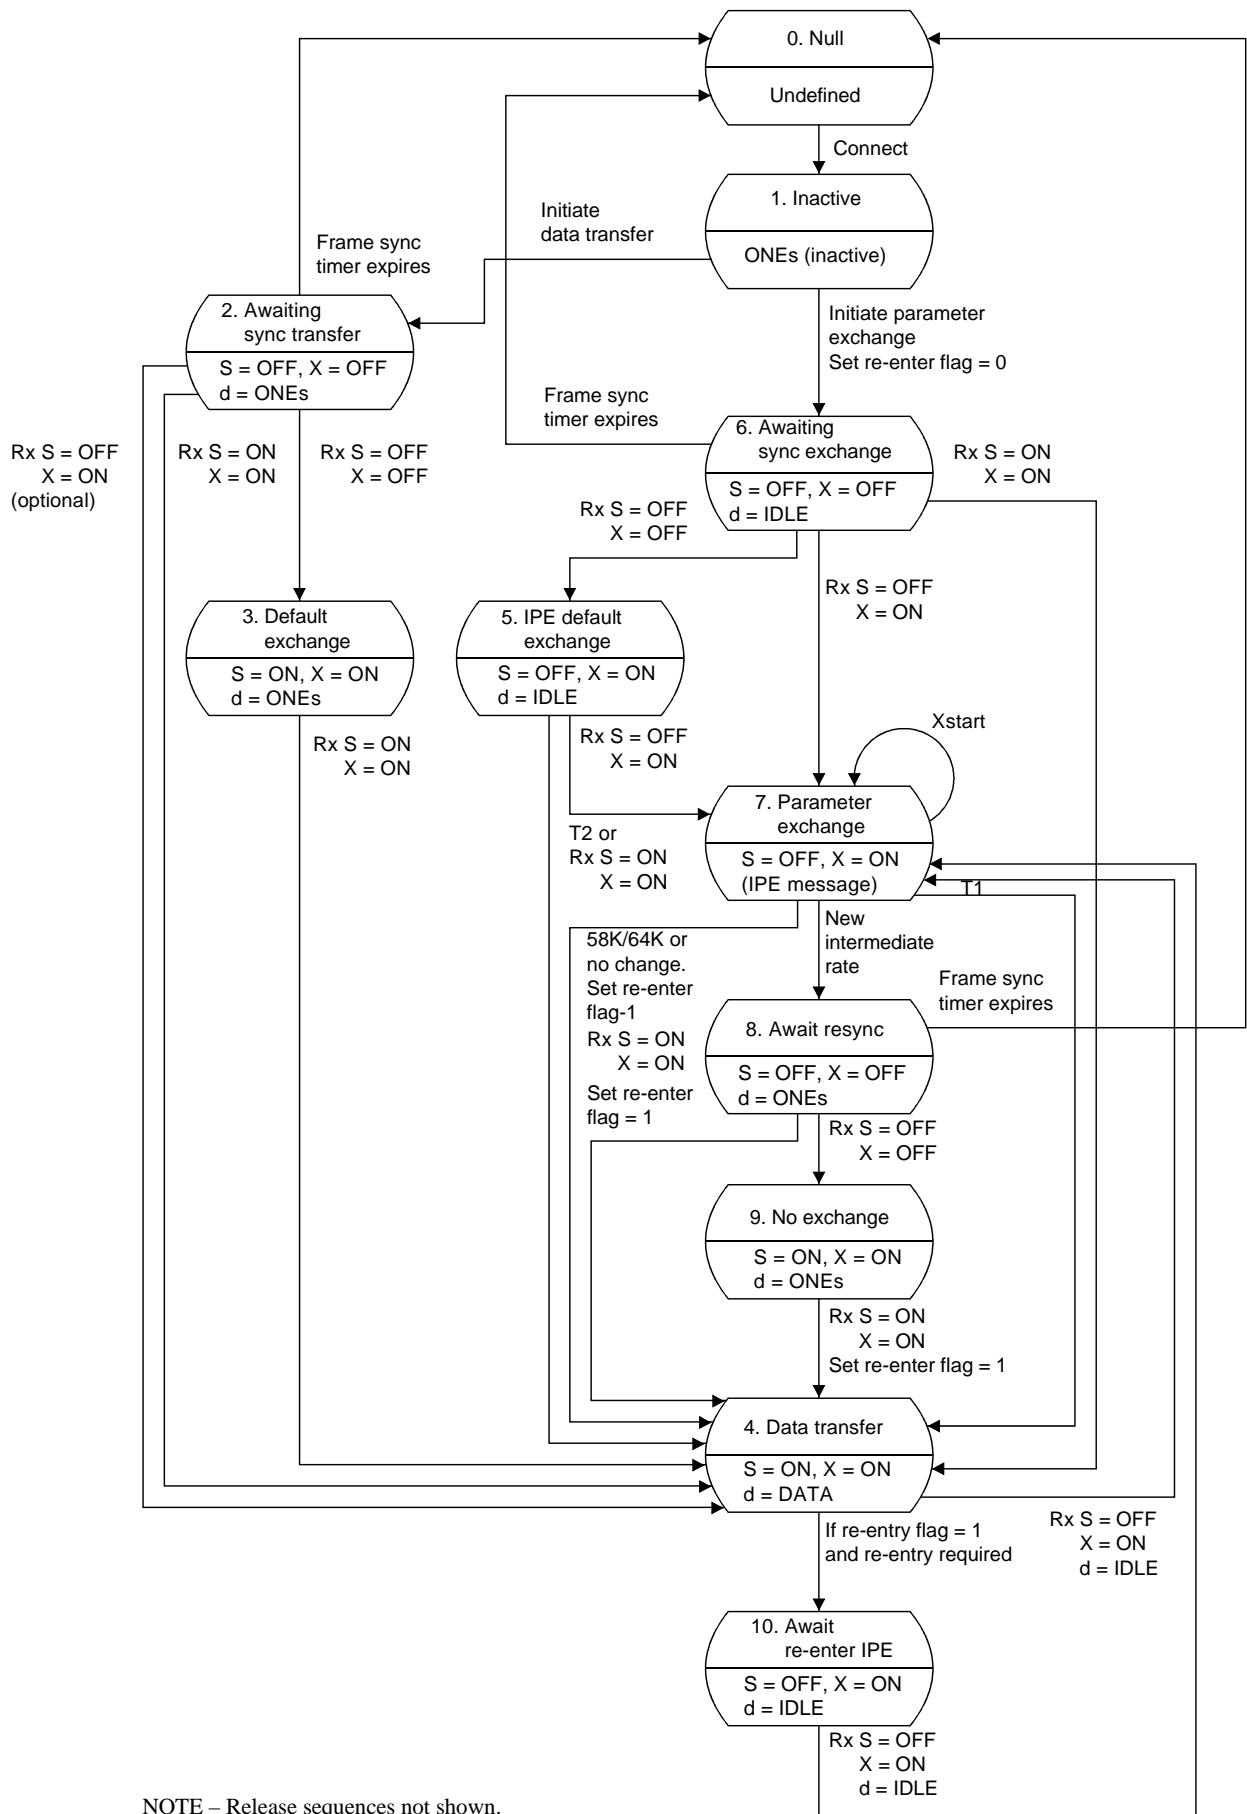 0. Null
Undefined
Connect
1. Inactive
ONEs (inactive)
Initiate
data transfer
Frame sync
timer expires
Initiate parameter
exchange
Set re-enter flag = 0
2. Awaiting
sync transfer
S = OFF, X = OFF
d = ONEs
Frame sync
timer expires
6. Awaiting
sync exchange
S = OFF, X = OFF
d = IDLE
Rx S = OFF
X = ON
(optional)
Rx S = ON
X = ON
Rx S = OFF
X = OFF
Rx S = ON
X = ON
Rx S = OFF
X = OFF
Rx S = OFF
X = ON
3. Default
exchange
S = ON, X = ON
d = ONEs
5. IPE default
exchange
S = OFF, X = ON
d = IDLE
Rx S = ON
X = ON
Rx S = OFF
X = ON
Xstart
7. Parameter
exchange
S = OFF, X = ON
(IPE message)
T2 or
Rx S = ON
X = ON
T1
New
intermediate
rate
58K/64K or
no change.
Set re-enter
flag-1
Rx S = ON
X = ON
Set re-enter
flag = 1
Frame sync
timer expires
8. Await resync
S = OFF, X = OFF
d = ONEs
Rx S = OFF
X = OFF
9. No exchange
S = ON, X = ON
d = ONEs
Rx S = ON
X = ON
Set re-enter flag = 1
4. Data transfer
S = ON, X = ON
d = DATA
If re-entry flag = 1
and re-entry required
Rx S = OFF
X = ON
d = IDLE
10. Await
re-enter IPE
S = OFF, X = ON
d = IDLE
Rx S = OFF
X = ON
d = IDLE
NOTE – Release sequences not shown.